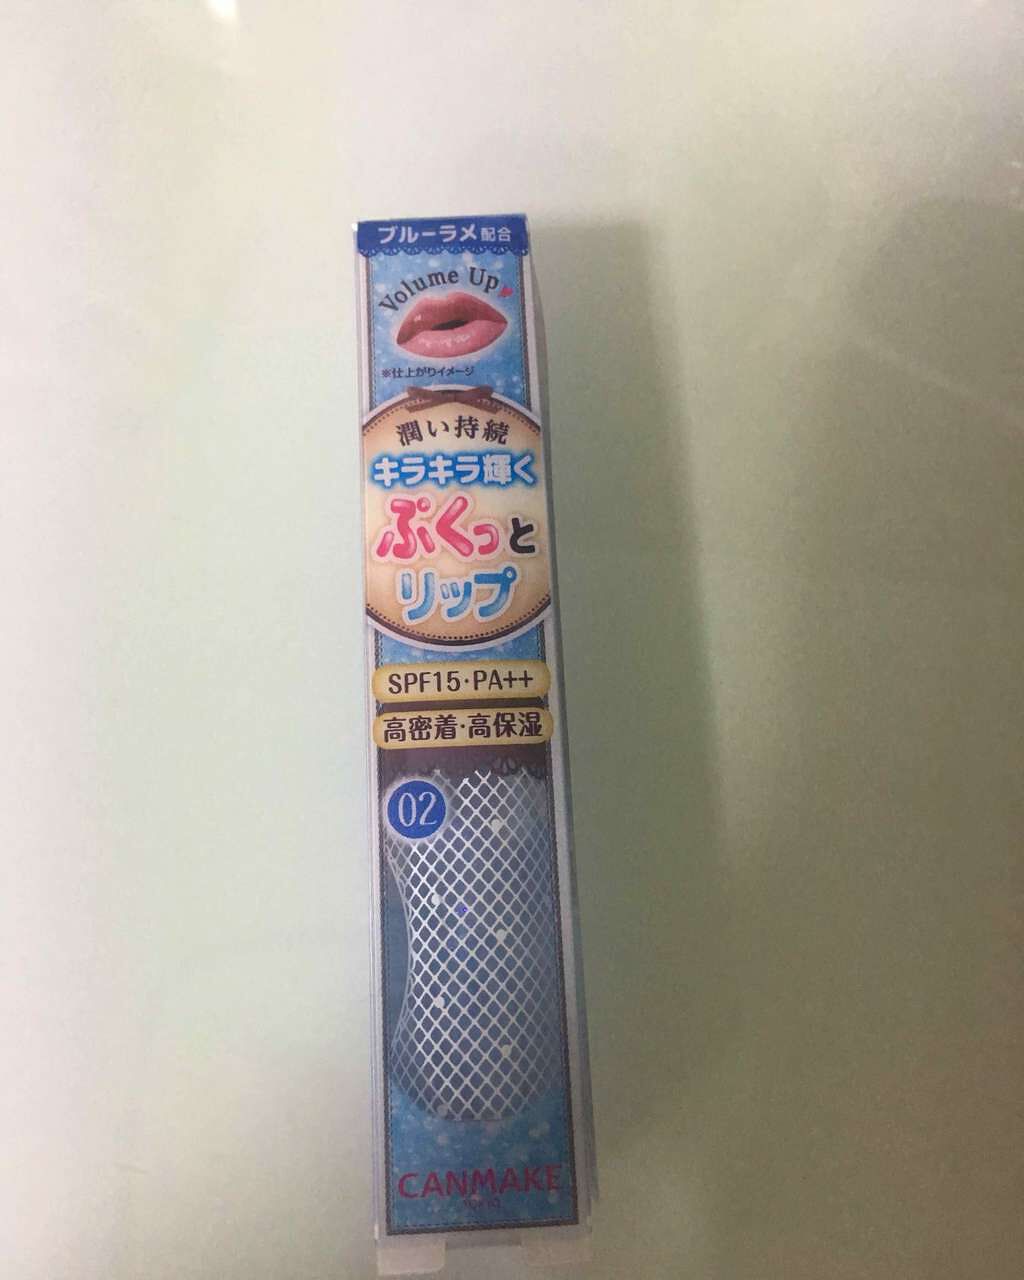 ブルーラメ配合
Volume Up
※仕上がりイメージ
潤い持続
キラキラ輝く
ぷくっと
リップ
SPF15・PA++
高密着・高保湿
02
CANMAKE
TOKYO